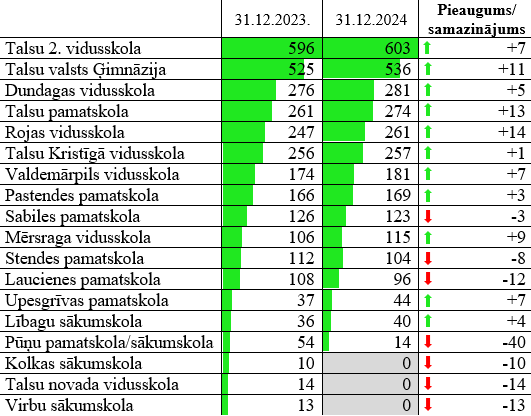 31.12.2023. 31.12.2024 Pieaugums/
samazinājums
Talsu 2. vidusskola 596 603 ⬆ +7
Talsu valsts Ģimnāzija 525 536 ⬆ +11
Dundagas vidusskola 276 281 ⬆ +5
Talsu pamatskola 261 274 ⬆ +13
Rojas vidusskola 247 261 ⬆ +14
Talsu Kristīgā vidusskola 256 257 ⬆ +1
Valdemārpils vidusskola 174 181 ⬆ +7
Pastendes pamatskola 166 169 ⬆ +3
Sabiles pamatskola 126 123 ⬇ -3
Mērsraga vidusskola 106 115 ⬆ +9
Stendes pamatskola 112 104 ⬇ -8
Laucienes pamatskola 108 96 ⬇ -12
Upesgrīvas pamatskola 37 44 ⬆ +7
Lībagu sākumskola 36 40 ⬆ +4
Pūņu pamatskola/sākumskola 54 14 ⬇ -40
Kolkas sākumskola 10 0 ⬇ -10
Talsu novada vidusskola 14 0 ⬇ -14
Virbu sākumskola 13 0 ⬇ -13